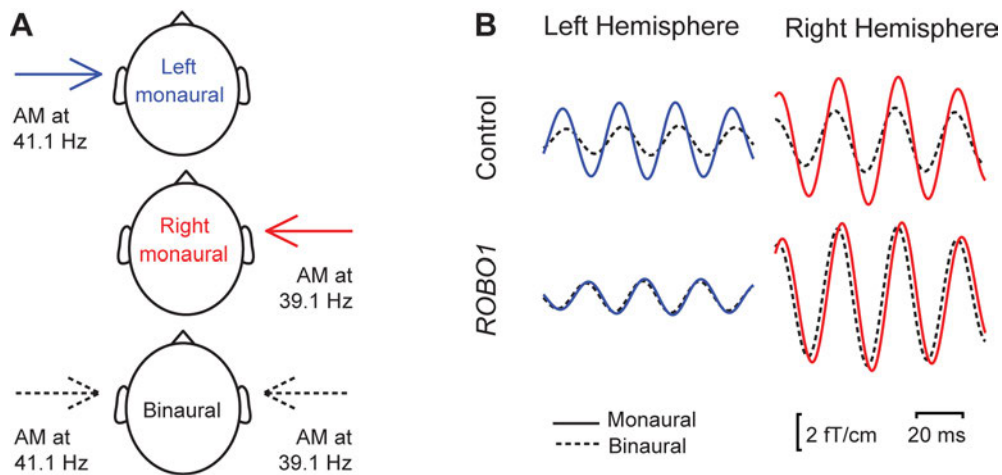 A
Left
monaural
AM at
41.1 Hz
Right
monaural
AM at
39.1 Hz
Binaural
AM at
41.1 Hz
AM at
39.1 Hz
B
Left Hemisphere
Right Hemisphere
Control
ROBO1
Monaural
Binaural
2 fT/cm
20 ms